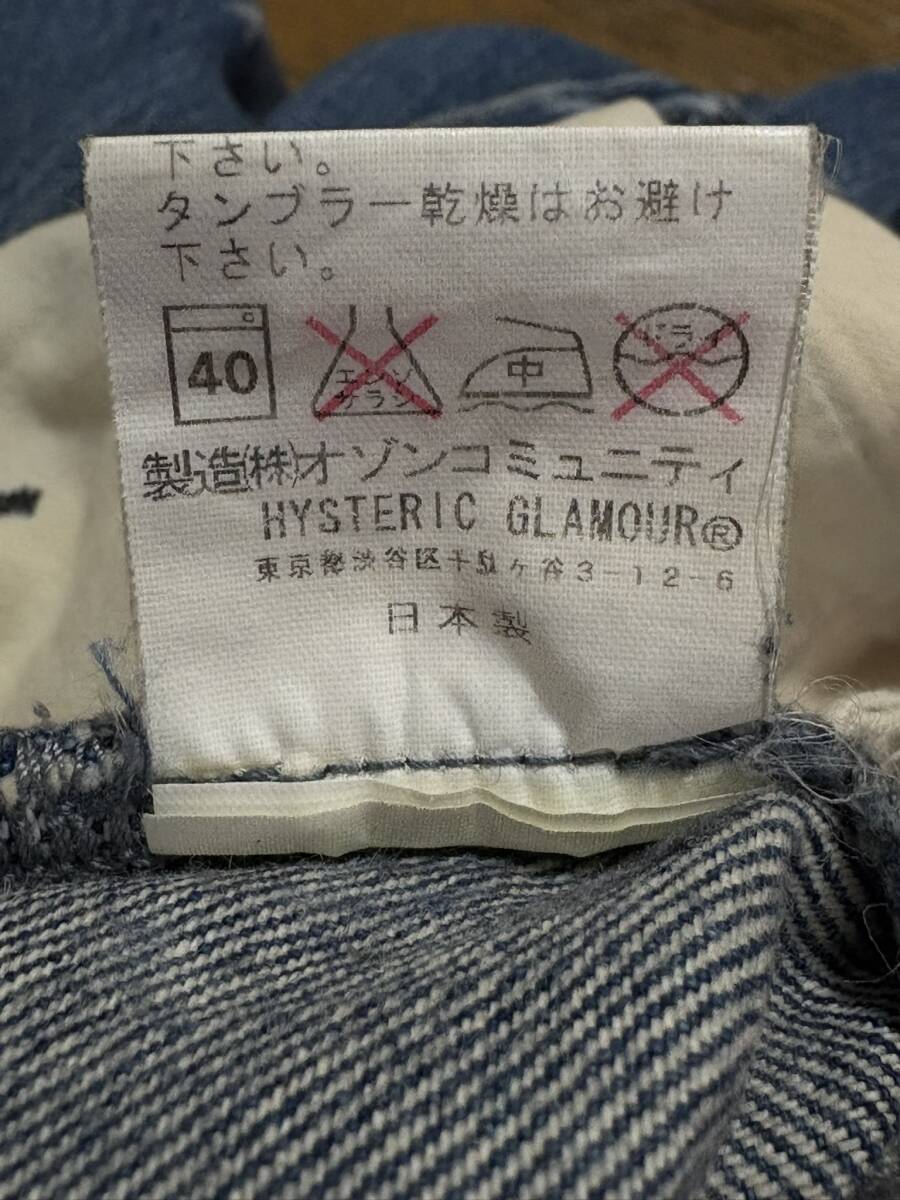 下さい。
タンブラー乾燥はお避け
下さい。
40
エンソ
サラシ
中
ドライ
製造(株)オゾンコミュニティ
HYSTERIC GLAMOUR®
東京都渋谷区千駄ヶ谷3-12-6
日本製